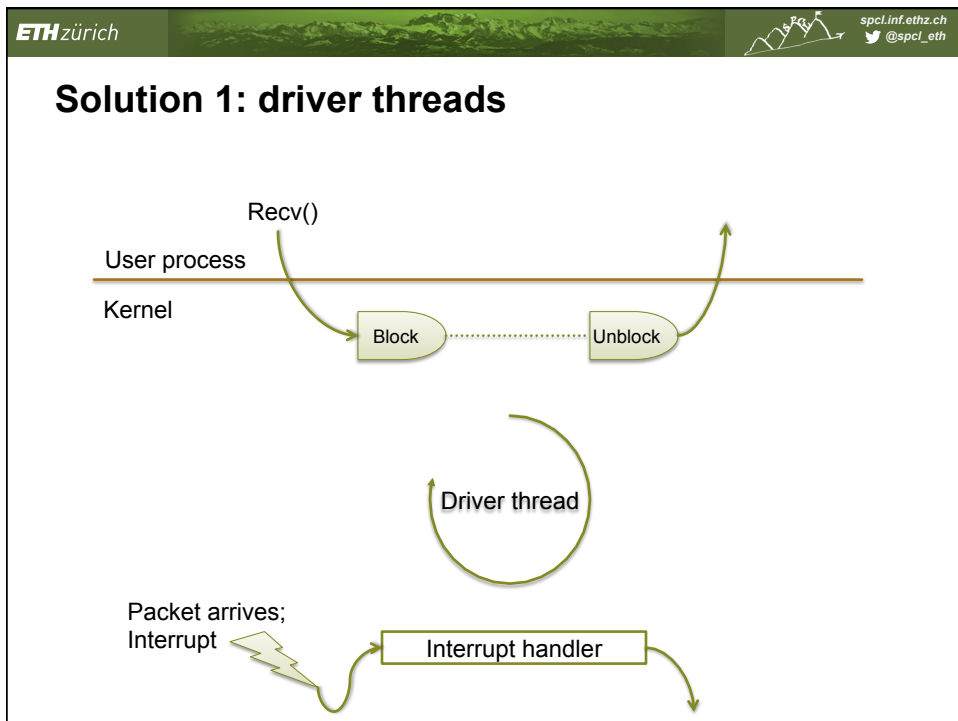 ETH zürich
spcl.inf.ethz.ch
@spcl_eth
Solution 1: driver threads
Recv()
User process
Kernel
Block
Unblock
Driver thread
Packet arrives;
Interrupt
Interrupt handler